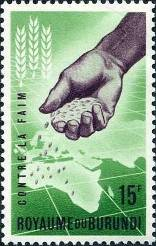 CONTRE LA FAIM
15F
ROYAUME DU BURUNDI